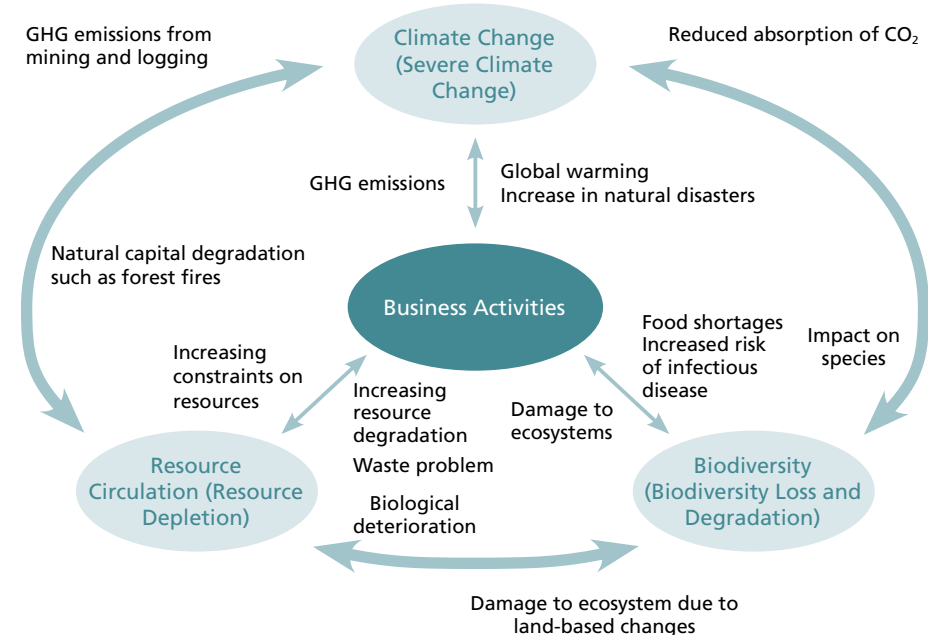 GHG emissions from
mining and logging
Climate Change
(Severe Climate
Change)
Reduced absorption of CO₂
GHG emissions
Global warming
Increase in natural disasters
Natural capital degradation
such as forest fires
Business Activities
Increasing
constraints on
resources
Increasing
resource
degradation
Waste problem
Food shortages
Increased risk
of infectious
disease
Damage to
ecosystems
Impact on
species
Resource
Circulation (Resource
Depletion)
Biological
deterioration
Biodiversity
(Biodiversity Loss and
Degradation)
Damage to ecosystem due to
land-based changes